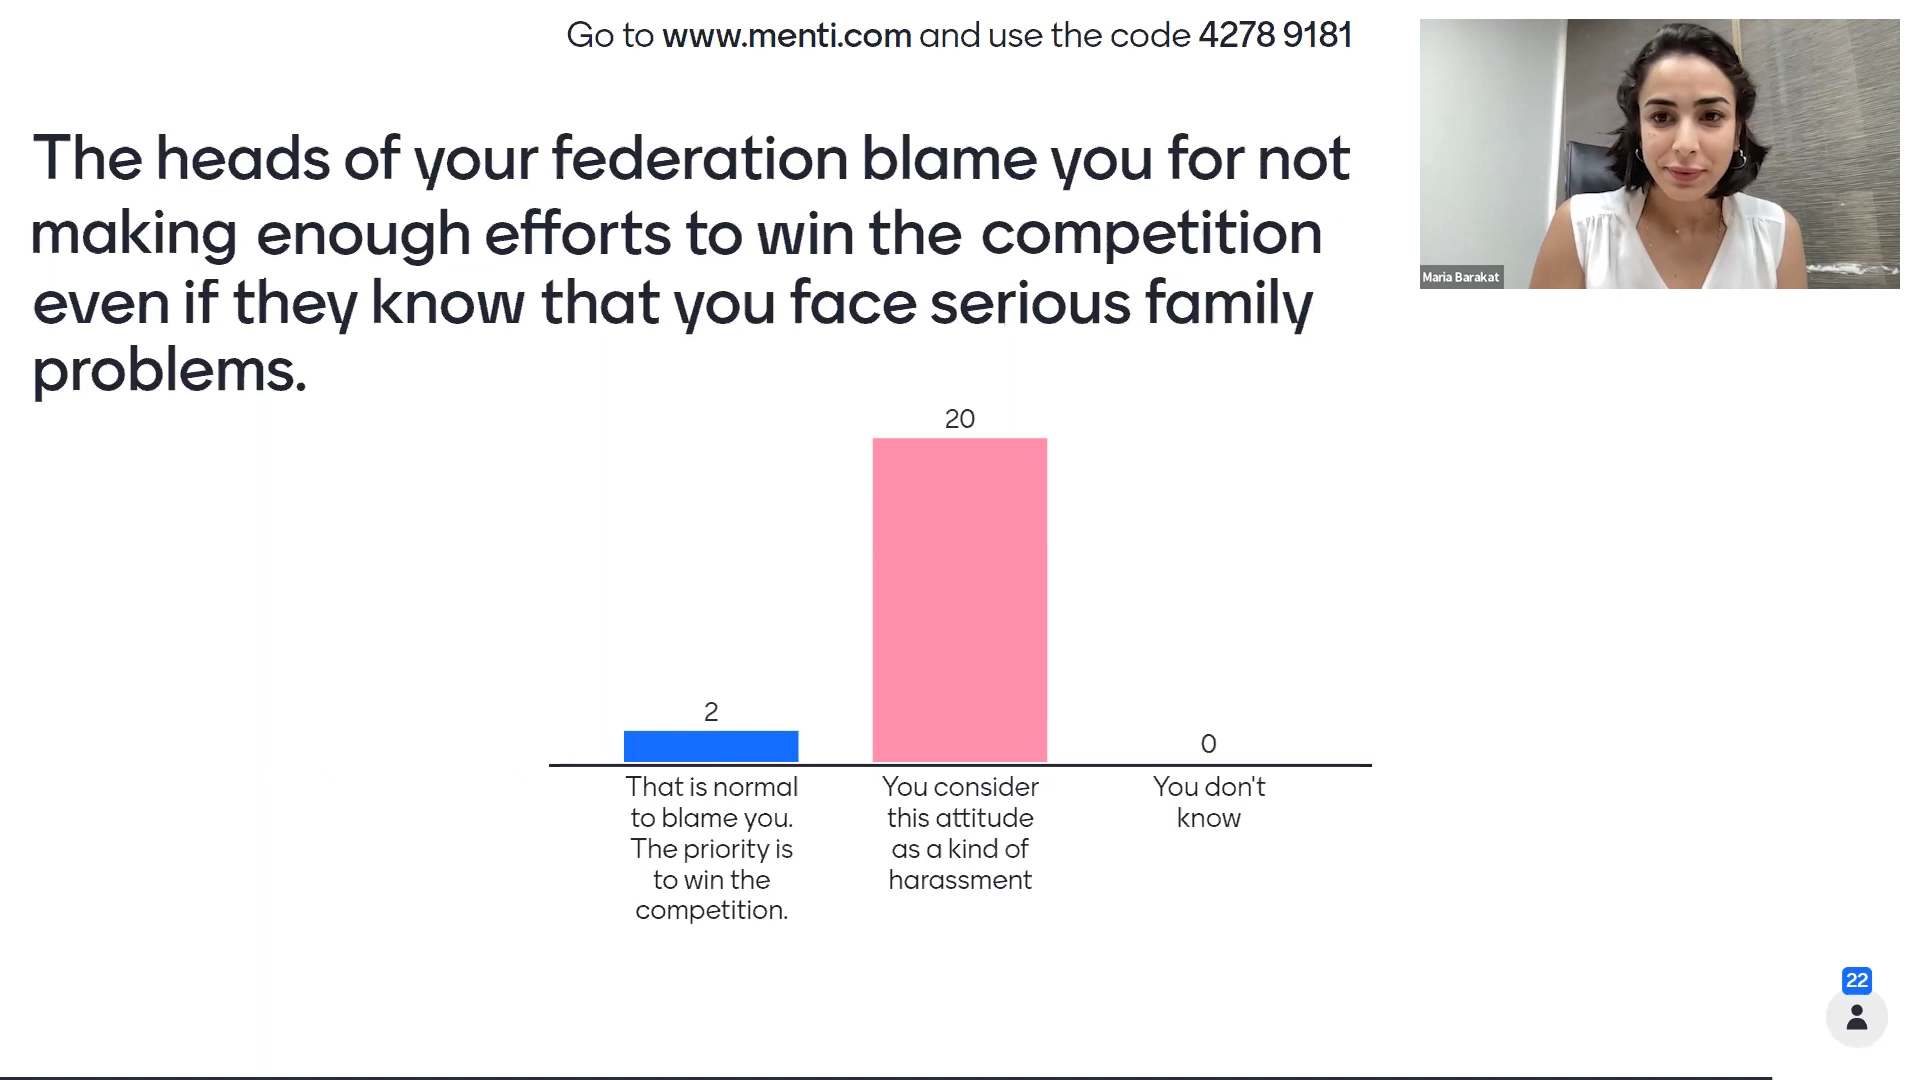 Go to www.menti.com and use the code 4278 9181
The heads of your federation blame you for not
making enough efforts to win the competition
even if they know that you face serious family
problems.
Maria Barakat
20
2
0
That is normal
to blame you.
The priority is
to win the
competition.
You consider
this attitude
as a kind of
harassment
You don't
know
22